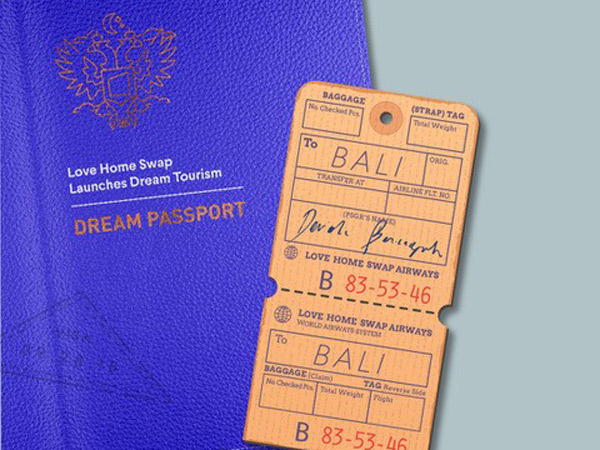 Love Home Swap
Launches Dream Tourism
DREAM PASSPORT
BAGGAGE
(STRAP) TAG
No Checked Pcs.
Total Weight
To
BALI
ORIG.
TRANSFER AT
AIRLINE FLT. NO.
(PSGR'S NAME)
LOVE HOME SWAP AIRWAYS
B 83-53-46
LOVE HOME SWAP AIRWAYS
WORLD AIRWAYS SYSTEM
To
BALI
BAGGAGE (Claim)
TAG Reverse Side
No Checked Pcs.
Total Weight
Flight
B 83-53-46